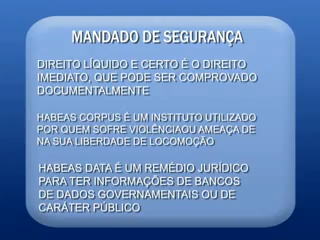 MANDADO DE SEGURANÇA
DIREITO LÍQUIDO E CERTO É O DIREITO
IMEDIATO, QUE PODE SER COMPROVADO
DOCUMENTALMENTE
HABEAS CORPUS É UM INSTITUTO UTILIZADO
POR QUEM SOFRE VIOLÊNCIAOU AMEAÇA DE
NA SUA LIBERDADE DE LOCOMOÇÃO
HABEAS DATA É UM REMÉDIO JURÍDICO
PARA TER INFORMAÇÕES DE BANCOS
DE DADOS GOVERNAMENTAIS OU DE
CARÁTER PÚBLICO